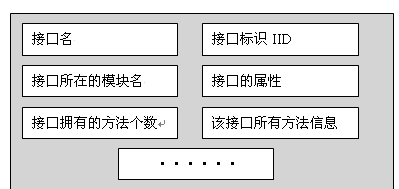 接口名
接口标识 IID
接口所在的模块名
接口的属性
接口拥有的方法个数↵
该接口所有方法信息
······